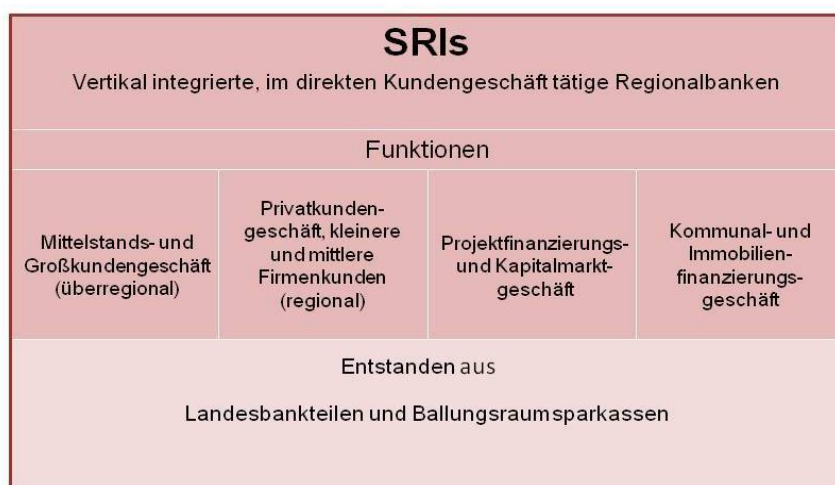 SRIs
Vertikal integrierte, im direkten Kundengeschäft tätige Regionalbanken
Funktionen
Mittelstands- und
Großkundengeschäft
(überregional)
Privatkunden-
geschäft, kleinere
und mittlere
Firmenkunden
(regional)
Projektfinanzierungs-
und Kapitalmarkt-
geschäft
Kommunal- und
Immobilien-
finanzierungs-
geschäft
Entstanden aus
Landesbankteilen und Ballungsraumsparkassen